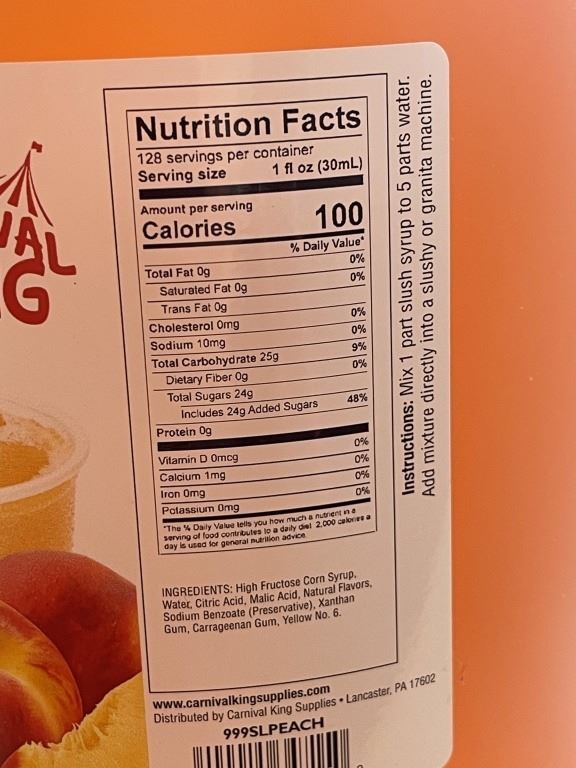 VAL
G
Nutrition Facts
128 servings per container
Serving size 1 fl oz (30mL)
Amount per serving
Calories 100
% Daily Value*
Total Fat 0g 0%
Saturated Fat 0g 0%
Trans Fat 0g
Cholesterol 0mg 0%
Sodium 10mg 0%
Total Carbohydrate 25g 9%
Dietary Fiber 0g 0%
Total Sugars 24g
Includes 24g Added Sugars 48%
Protein 0g
Vitamin D 0mcg 0%
Calcium 1mg 0%
Iron 0mg 0%
Potassium 0mg 0%
*The % Daily Value tells you how much a nutrient in a
serving of food contributes to a daily diet 2,000 calories a
day is used for general nutrition advice.
INGREDIENTS: High Fructose Corn Syrup,
Water, Citric Acid, Malic Acid, Natural Flavors,
Sodium Benzoate (Preservative), Xanthan
Gum, Carrageenan Gum, Yellow No. 6.
www.carnivalkingsupplies.com
Distributed by Carnival King Supplies • Lancaster, PA 17602
999SLPEACH
Instructions: Mix 1 part slush syrup to 5 parts water.
Add mixture directly into a slushy or granita machine.